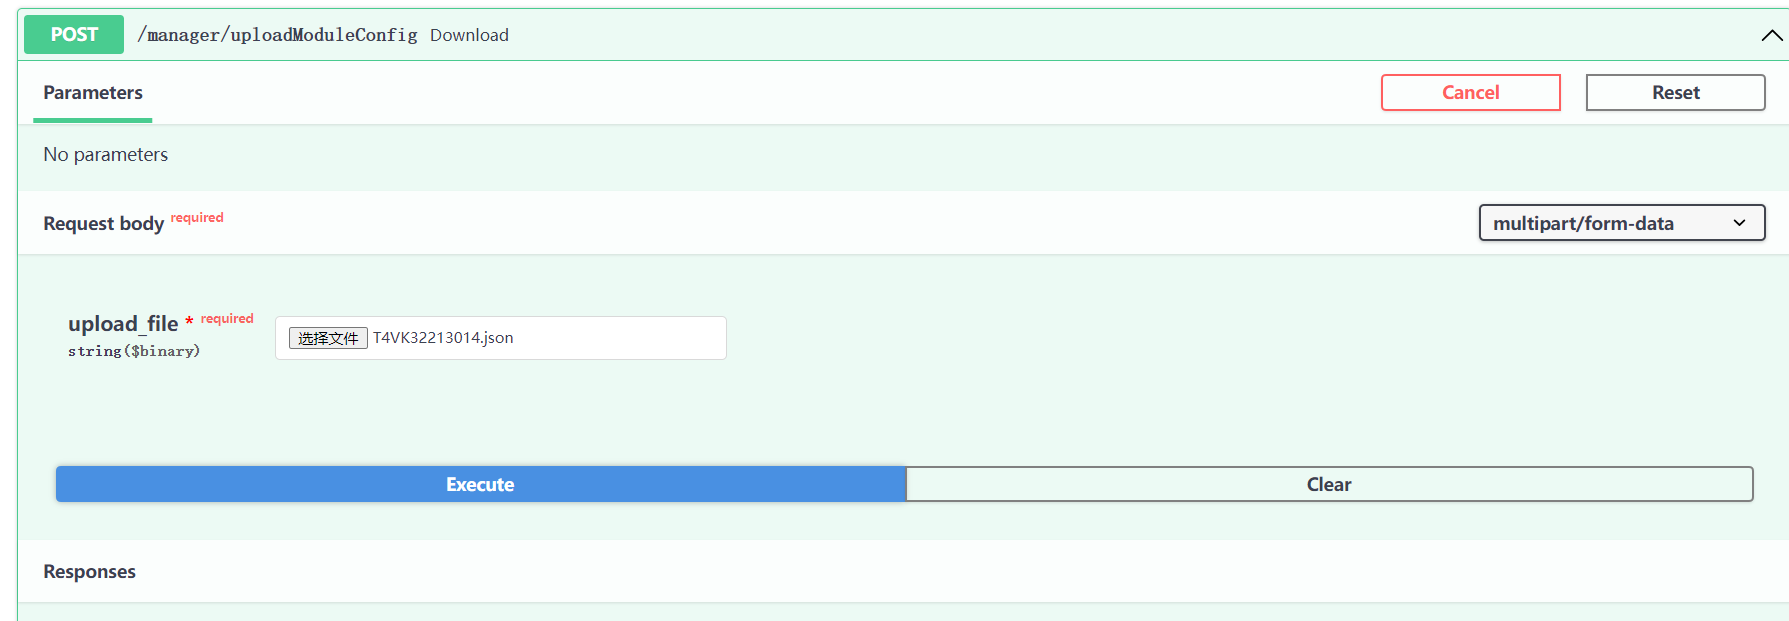 POST /manager/uploadModuleConfig Download
Parameters Cancel Reset
No parameters
Request body required multipart/form-data
upload_file * required
string($binary)
选择文件 T4VK32213014.json
Execute Clear
Responses